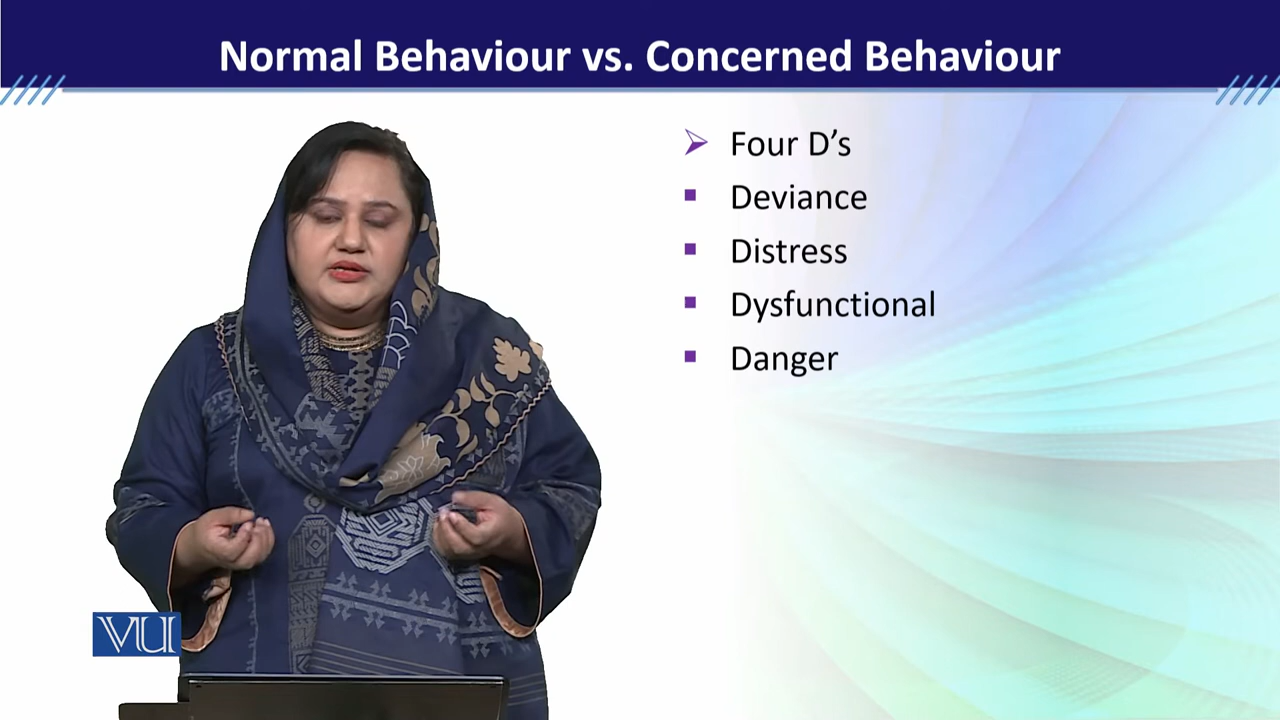 Normal Behaviour vs. Concerned Behaviour
Four D’s
Deviance
Distress
Dysfunctional
Danger
VU